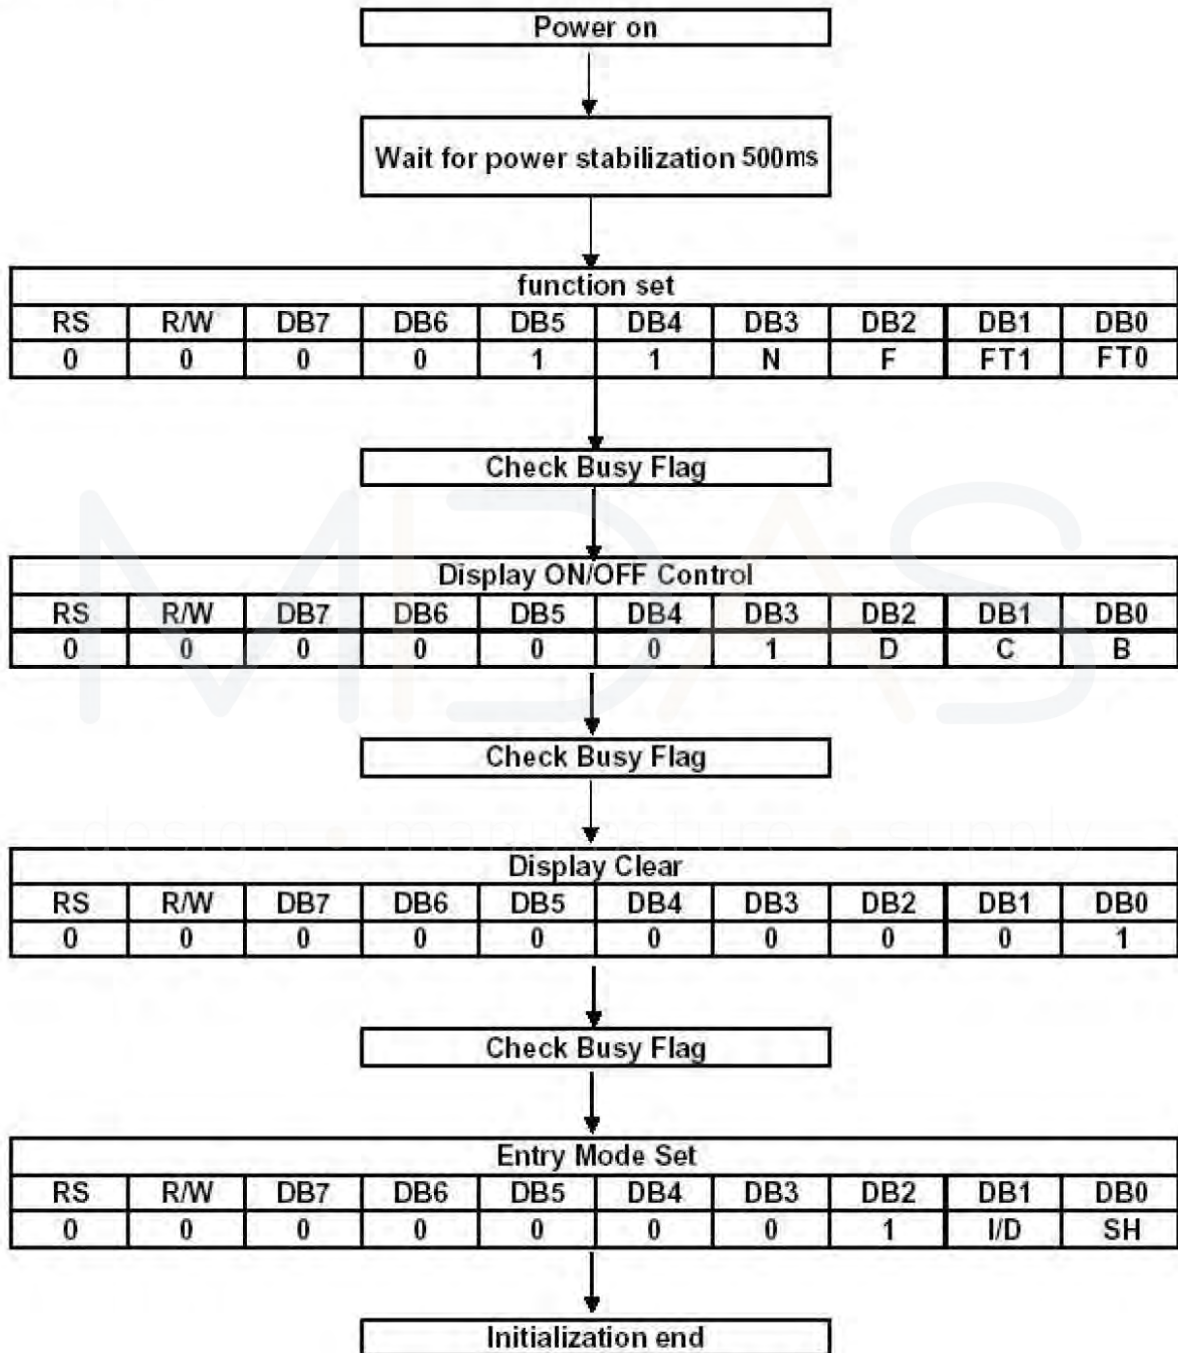 Power on
Wait for power stabilization 500ms
function set
RS R/W DB7 DB6 DB5 DB4 DB3 DB2 DB1 DB0
0 0 0 0 1 1 N F FT1 FT0
Check Busy Flag
Display ON/OFF Control
RS R/W DB7 DB6 DB5 DB4 DB3 DB2 DB1 DB0
0 0 0 0 0 0 1 D C B
Check Busy Flag
design • manufacture • supply
Display Clear
RS R/W DB7 DB6 DB5 DB4 DB3 DB2 DB1 DB0
0 0 0 0 0 0 0 0 0 1
Check Busy Flag
Entry Mode Set
RS R/W DB7 DB6 DB5 DB4 DB3 DB2 DB1 DB0
0 0 0 0 0 0 0 1 I/D SH
Initialization end
MIDAS